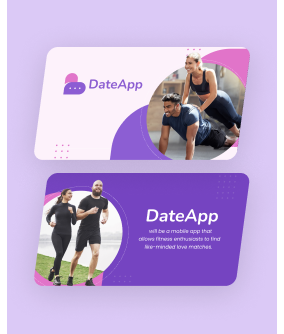 DateApp
DateApp
will be a mobile app that
allows fitness enthusiasts to find
like-minded love matches.